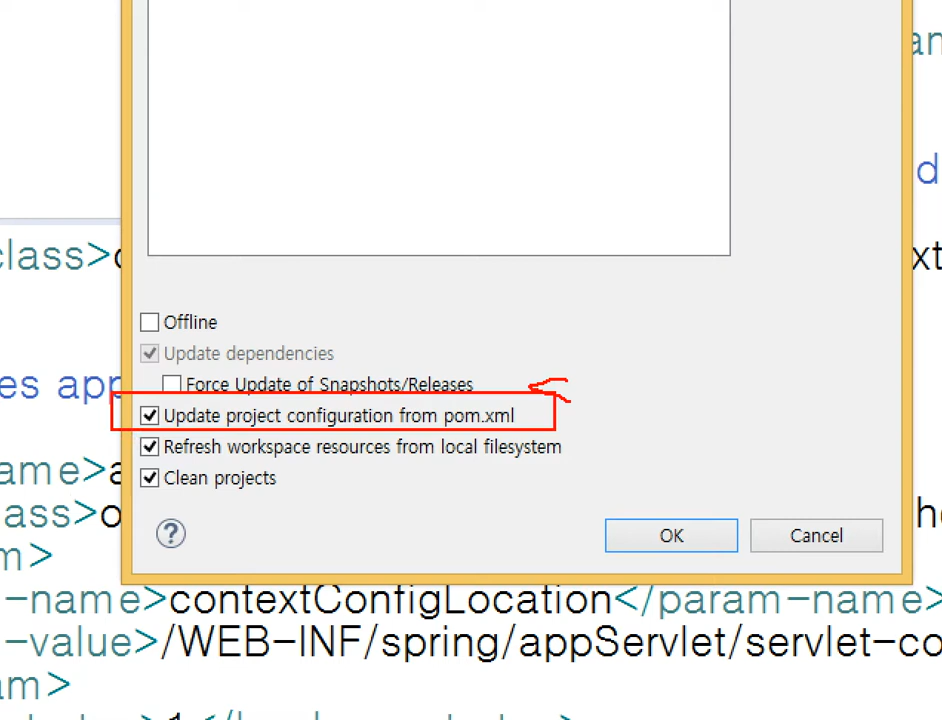 an
d
class>
xt
Offline
Update dependencies
es app
Force Update of Snapshots/Releases
Update project configuration from pom.xml
Refresh workspace resources from local filesystem
ame>a
Clean projects
ass>o
m>
?
OK
Cancel
-name>contextConfigLocation</param-name>
-value>/WEB-INF/spring/appServlet/servlet-co
am>